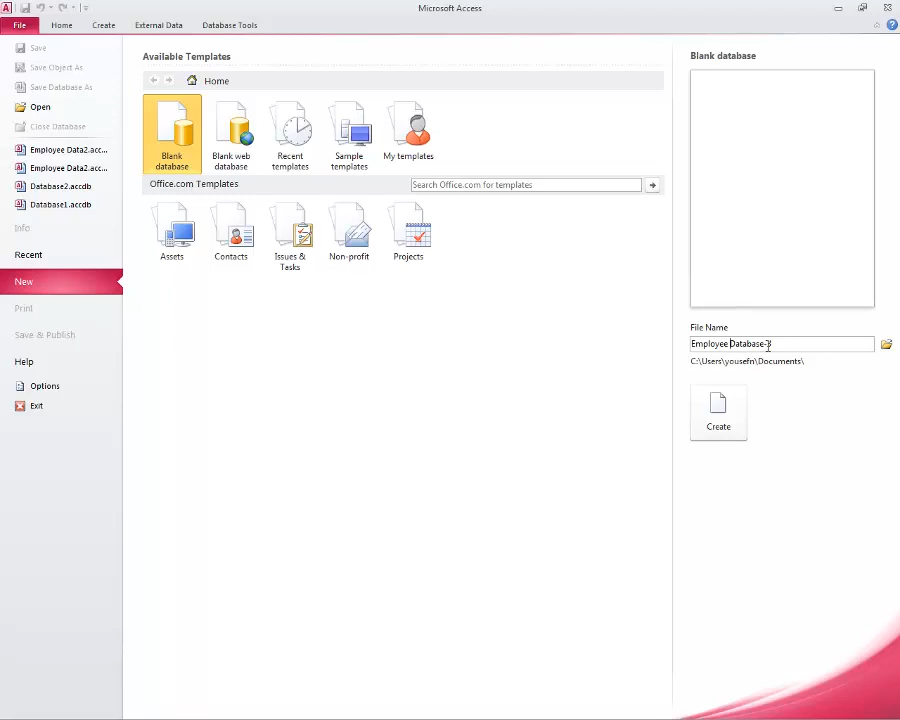 Microsoft Access
File Home Create External Data Database Tools
Save
Save Object As
Save Database As
Open
Close Database
Employee Data2.acc...
Employee Data2.acc...
Database2.accdb
Database1.accdb
Info
Recent
New
Print
Save & Publish
Help
Options
Exit
Available Templates
Home
Blank database
Blank web database
Recent templates
Sample templates
My templates
Office.com Templates
Search Office.com for templates
Assets
Contacts
Issues & Tasks
Non-profit
Projects
Blank database
File Name
Employee Database-3
C:\Users\yousefn\Documents\
Create